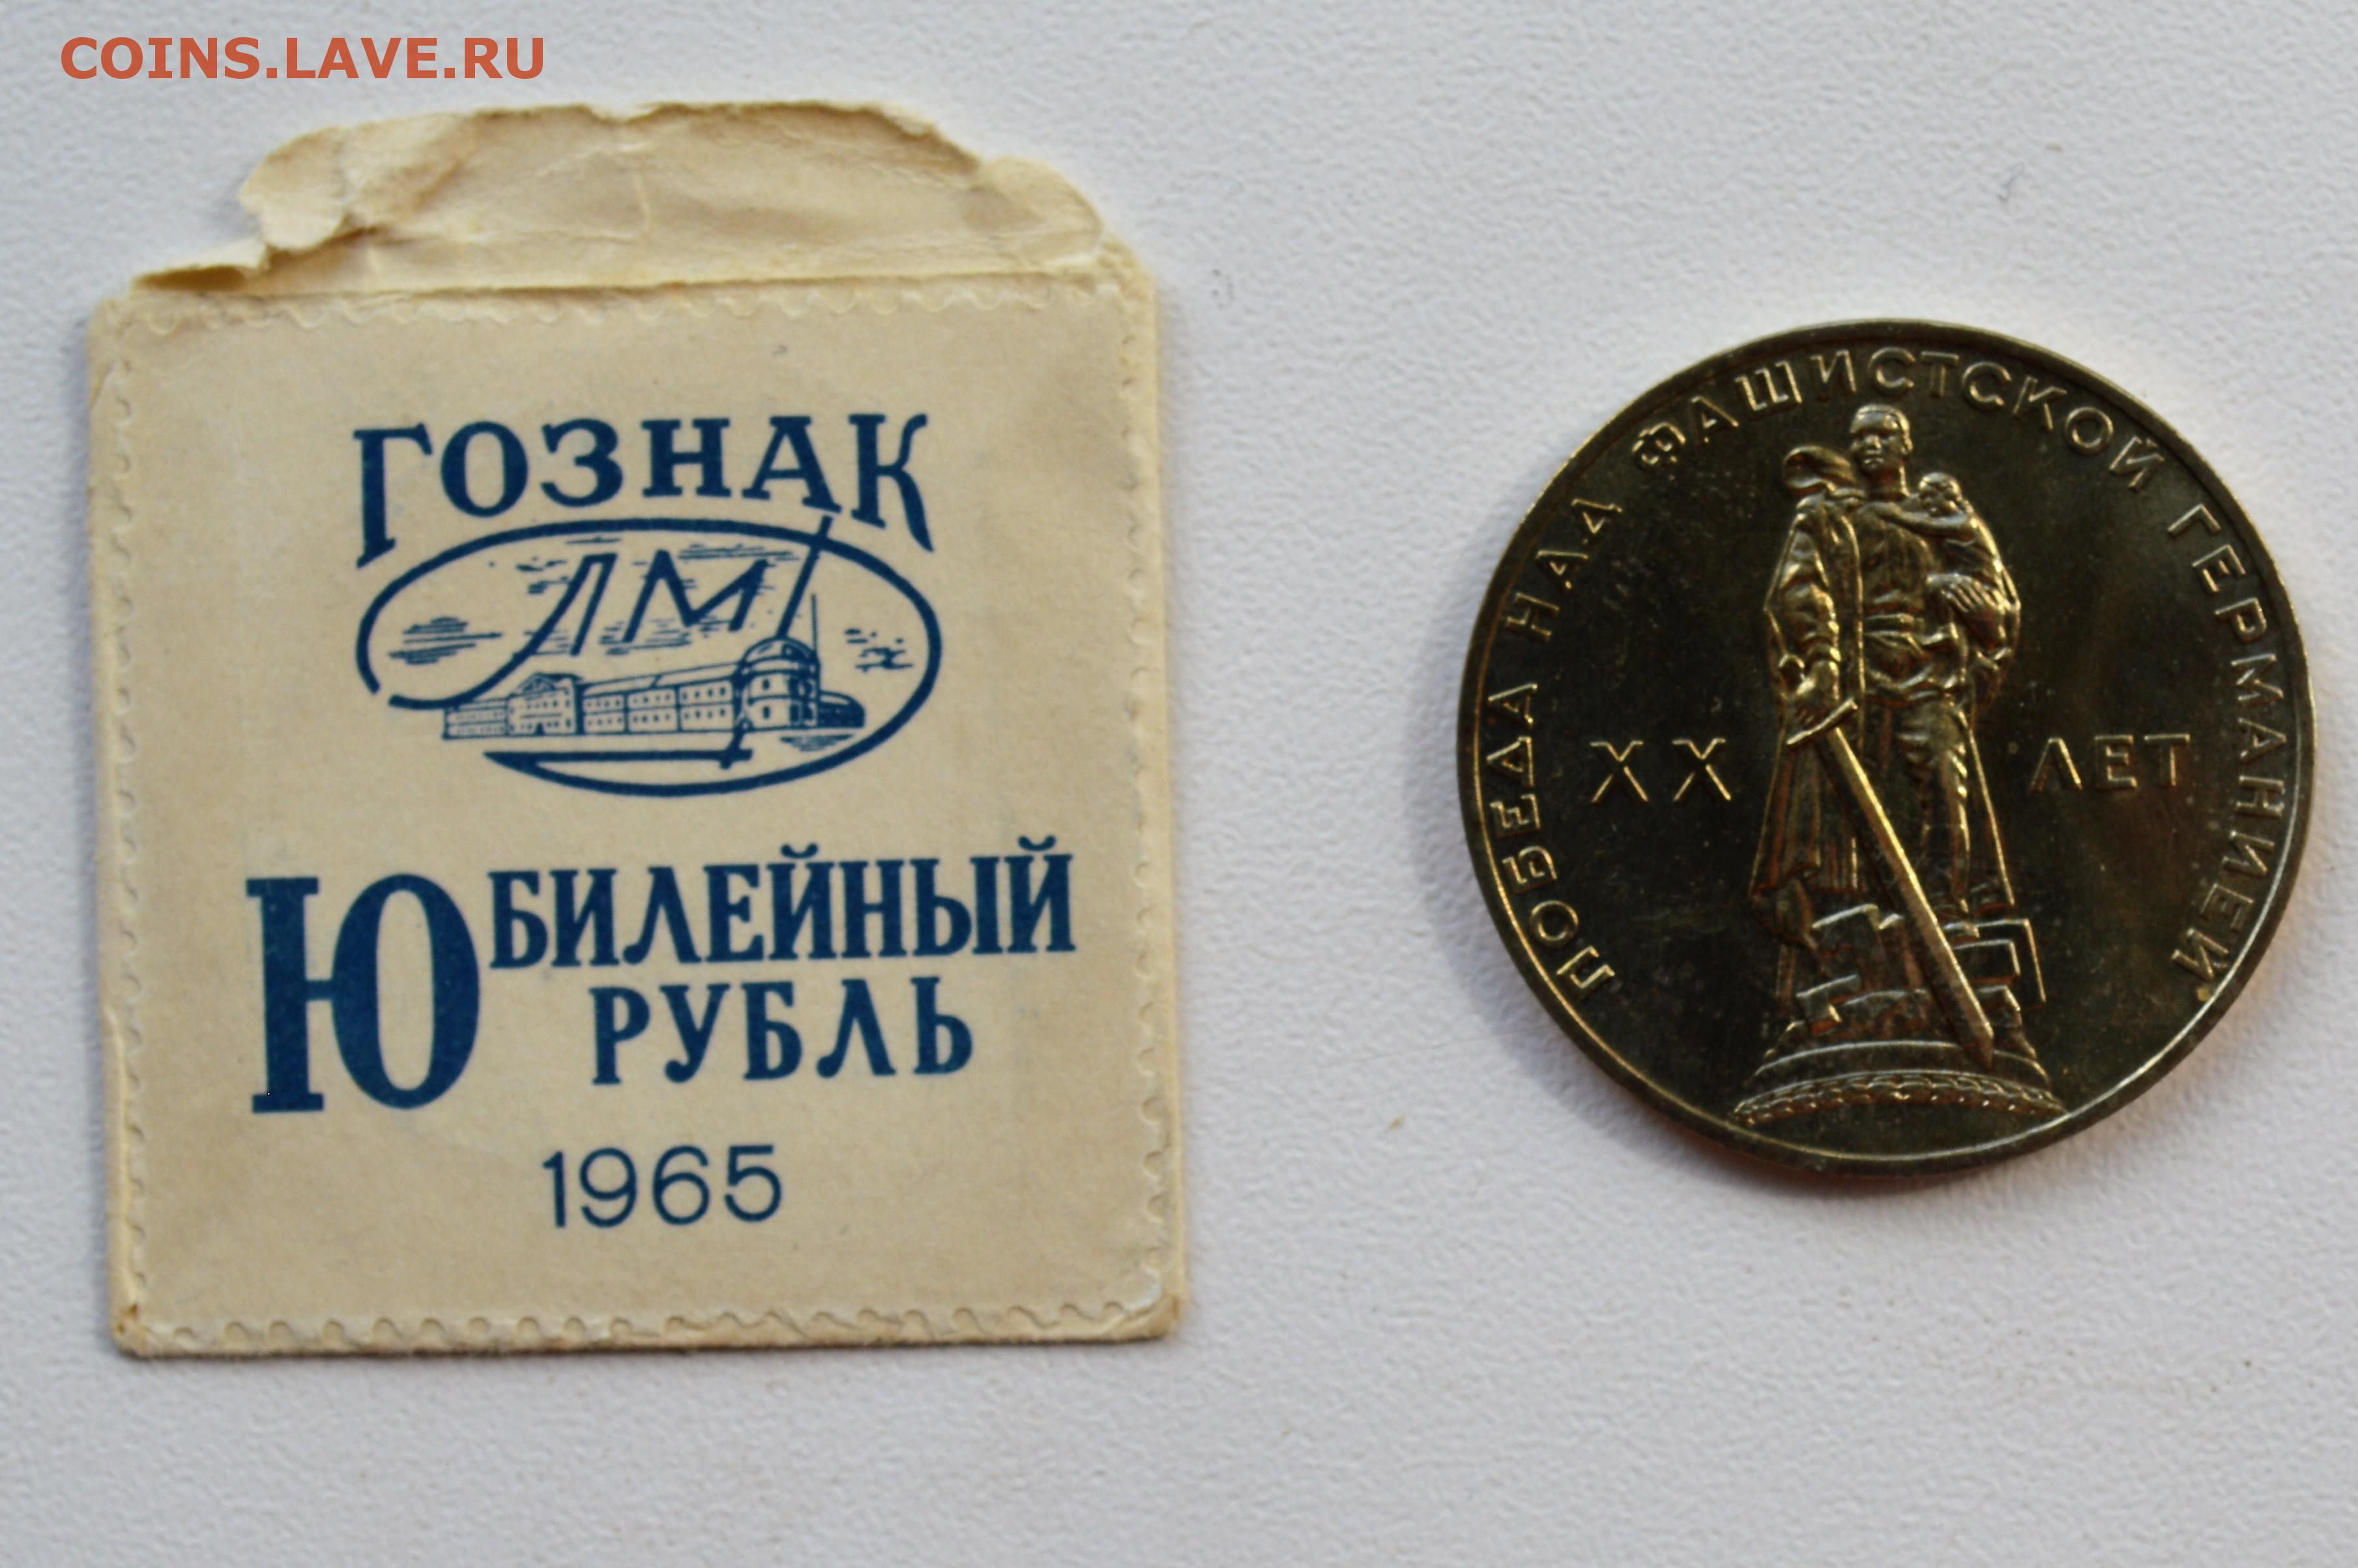 COINS.LAVE.RU
ГОЗНАК
ЛМ
ЮБИЛЕЙНЫЙ
РУБЛЬ
1965
ПОБЕДА НАД ФАШИСТСКОЙ ГЕРМАНИЕЙ
XX ЛЕТ